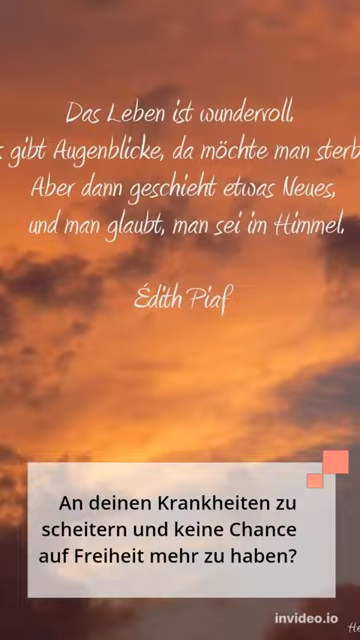 Das Leben ist wundervoll.
gibt Augenblicke, da möchte man
Aber dann geschieht etwas Neues,
und man glaubt, man sei im Himmel.
Édith Piaf
An deinen Krankheiten zu
scheitern und keine Chance
auf Freiheit mehr zu haben?
invideo.io